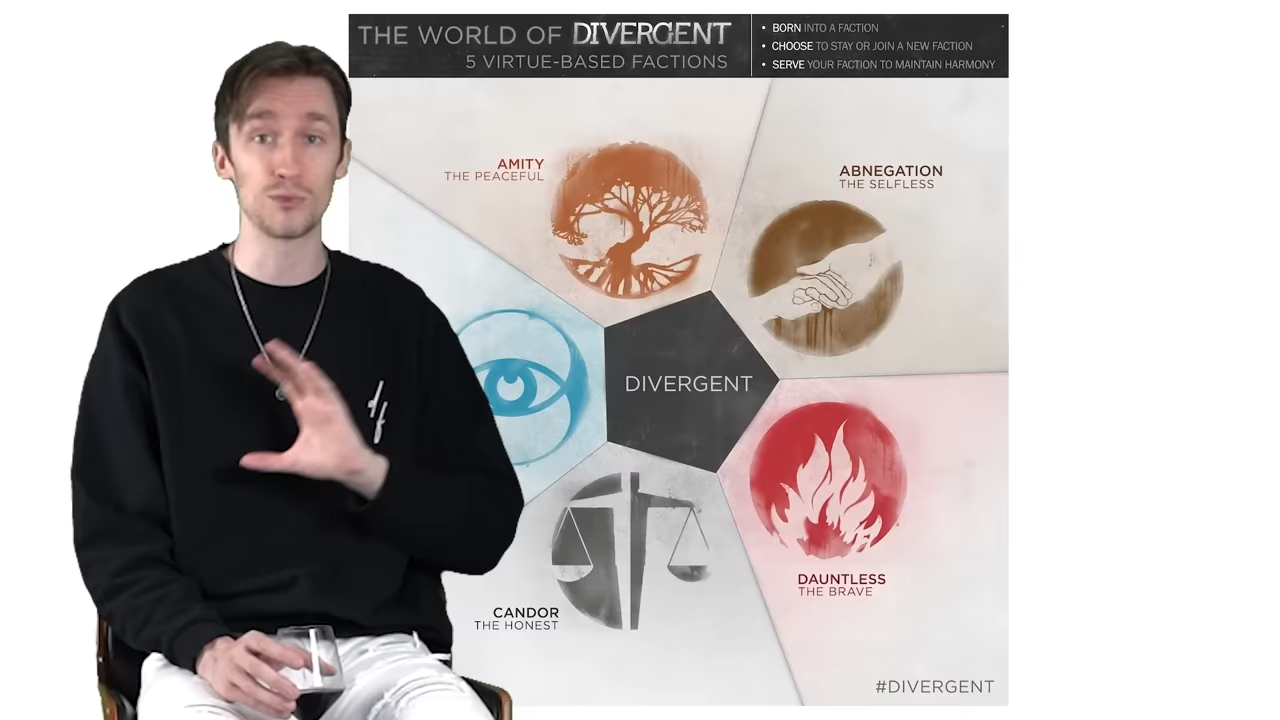 THE WORLD OF DIVERGENT
5 VIRTUE-BASED FACTIONS
• BORN INTO A FACTION
• CHOOSE TO STAY OR JOIN A NEW FACTION
• SERVE YOUR FACTION TO MAINTAIN HARMONY
AMITY
THE PEACEFUL
ABNEGATION
THE SELFLESS
DIVERGENT
DAUNTLESS
THE BRAVE
CANDOR
THE HONEST
#DIVERGENT
df